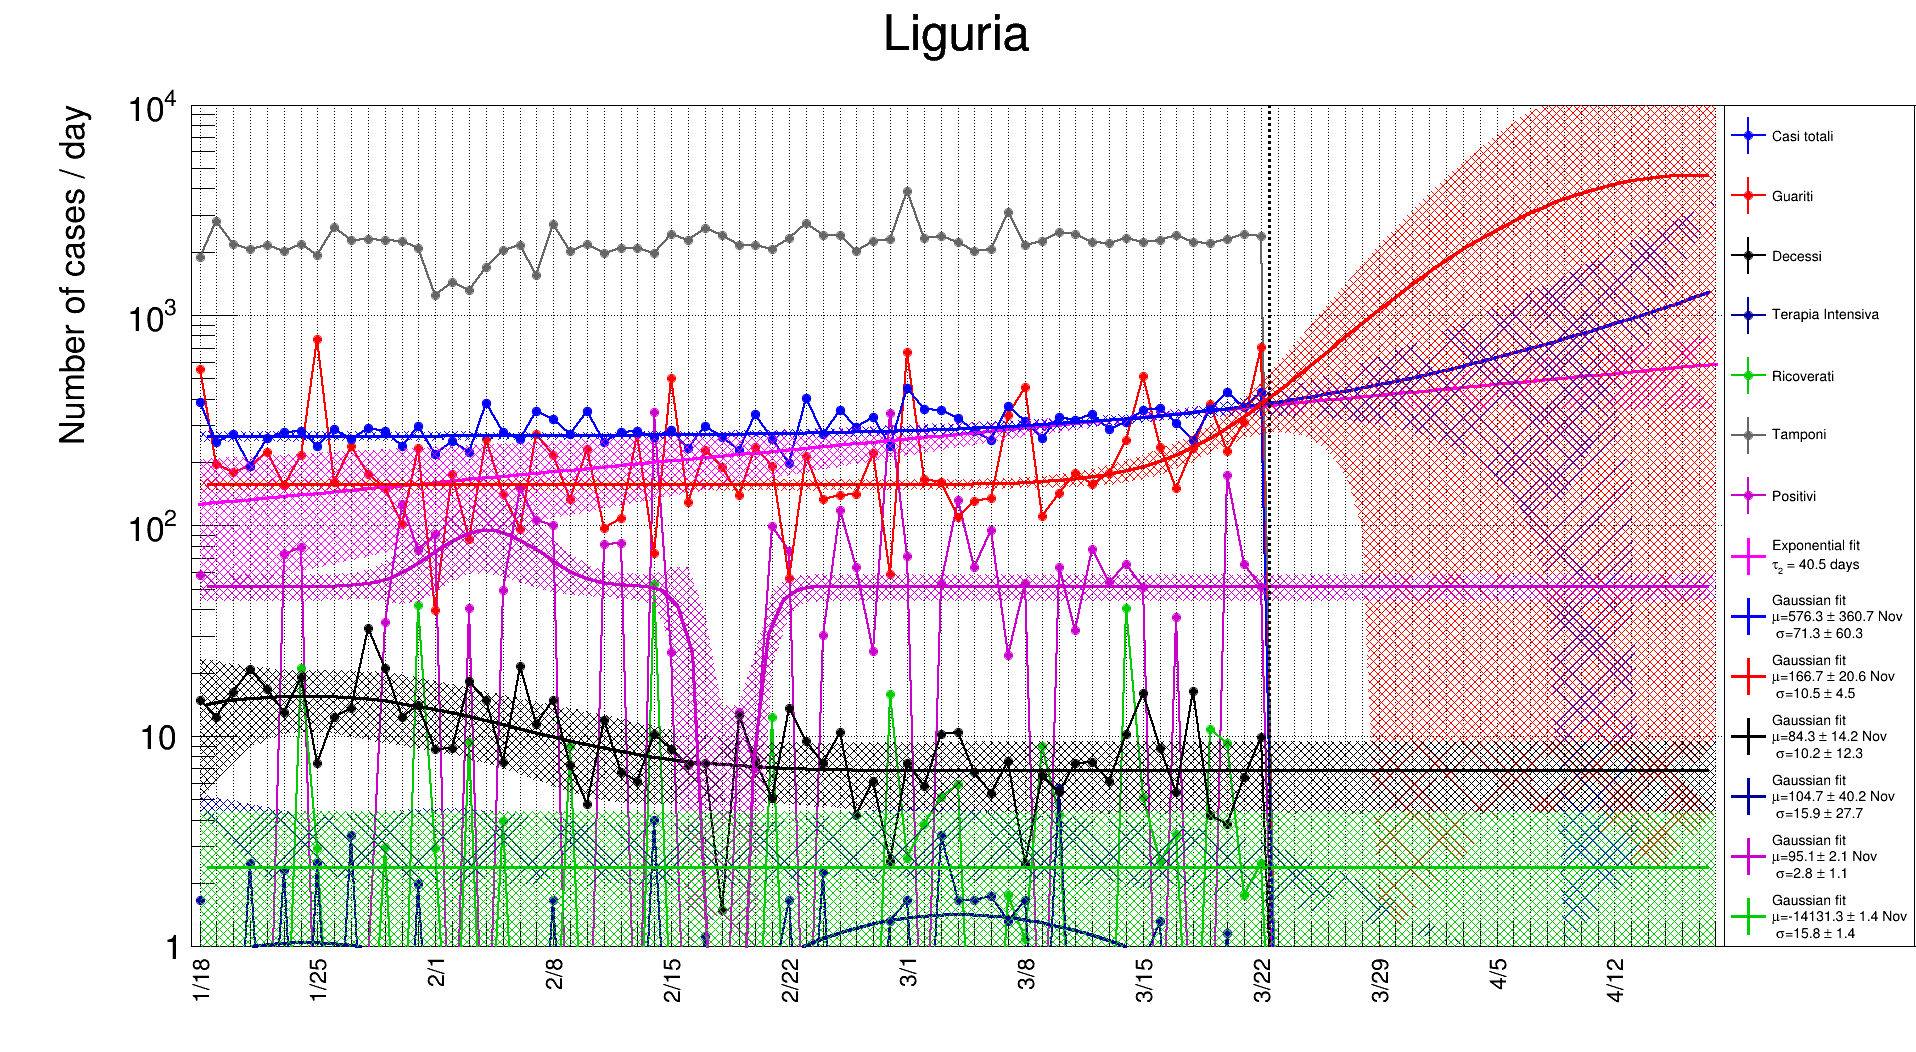 Liguria
Number of cases / day
10⁴
10³
10²
10
1
1/18
1/25
2/1
2/8
2/15
2/22
3/1
3/8
3/15
3/22
3/29
4/5
4/12
Casi totali
Guariti
Decessi
Terapia Intensiva
Ricoverati
Tamponi
Positivi
Exponential fit
τ₂ = 40.5 days
Gaussian fit
μ=576.3 ± 360.7 Nov
σ=71.3 ± 60.3
Gaussian fit
μ=166.7 ± 20.6 Nov
σ=10.5 ± 4.5
Gaussian fit
μ=84.3 ± 14.2 Nov
σ=10.2 ± 12.3
Gaussian fit
μ=104.7 ± 40.2 Nov
σ=15.9 ± 27.7
Gaussian fit
μ=95.1 ± 2.1 Nov
σ=2.8 ± 1.1
Gaussian fit
μ=-14131.3 ± 1.4 Nov
σ=15.8 ± 1.4